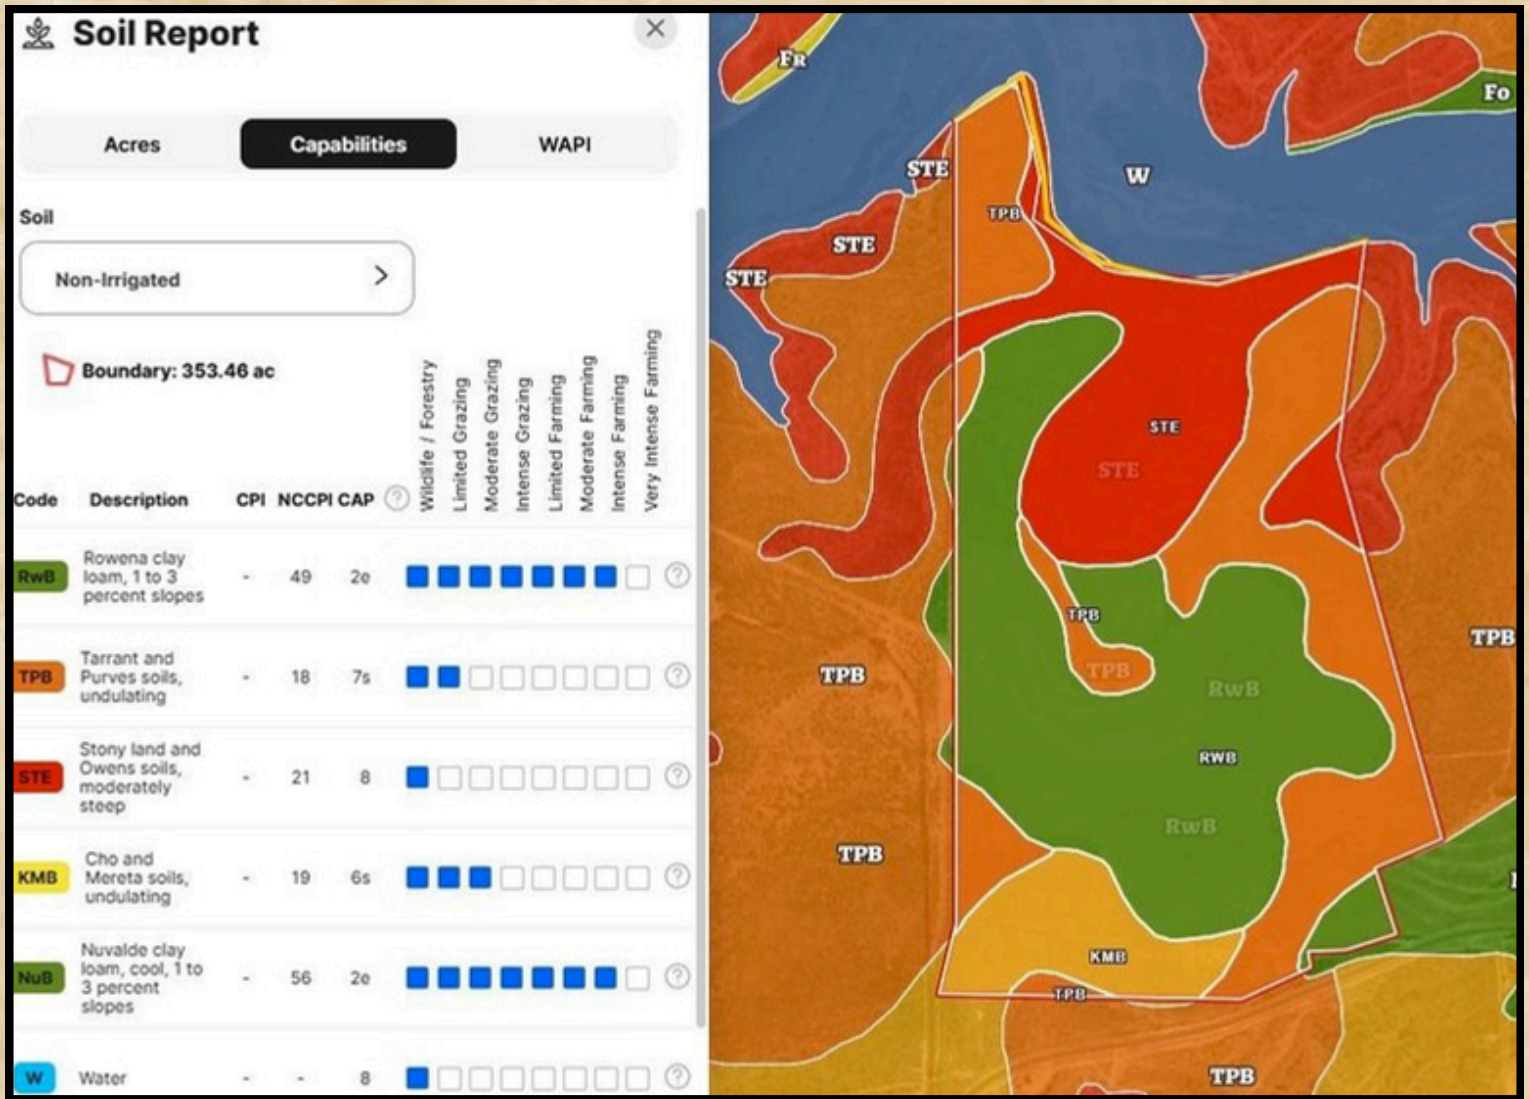 Soil Report
Acres
Capabilities
WAPI
Soil
Non-Irrigated
Boundary: 353.46 ac
Wildlife / Forestry
Limited Grazing
Moderate Grazing
Intense Grazing
Limited Farming
Moderate Farming
Intense Farming
Very Intense Farming
Code Description CPI NCCPI CAP ?
RwB Rowena clay
loam, 1 to 3
percent slopes
- 49 2e ?
TPB Tarrant and
Purves soils,
undulating
- 18 7s ?
STE Stony land and
Owens soils,
moderately
steep
- 21 8 ?
KMB Cho and
Mereta soils,
undulating
- 19 6s ?
NuB Nuvalde clay
loam, cool, 1 to
3 percent
slopes
- 56 2e ?
W Water - - 8 ?
FR
FO
W
STE
TPB
STE
STE
STE
STE
TPB
TPB
TPB
TPB
RwB
RWB
RwB
TPB
KMB
TPB
TPB